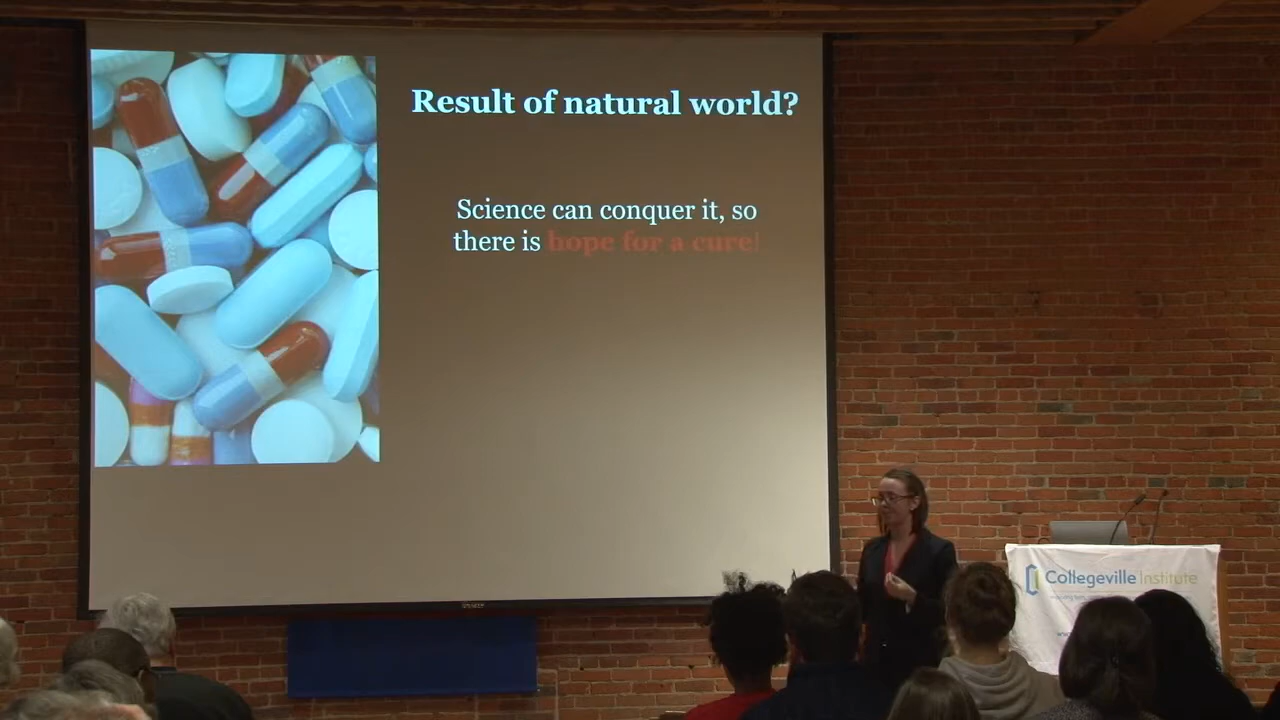 Result of natural world?
Science can conquer it, so
there is hope for a cure!
Collegeville Institute